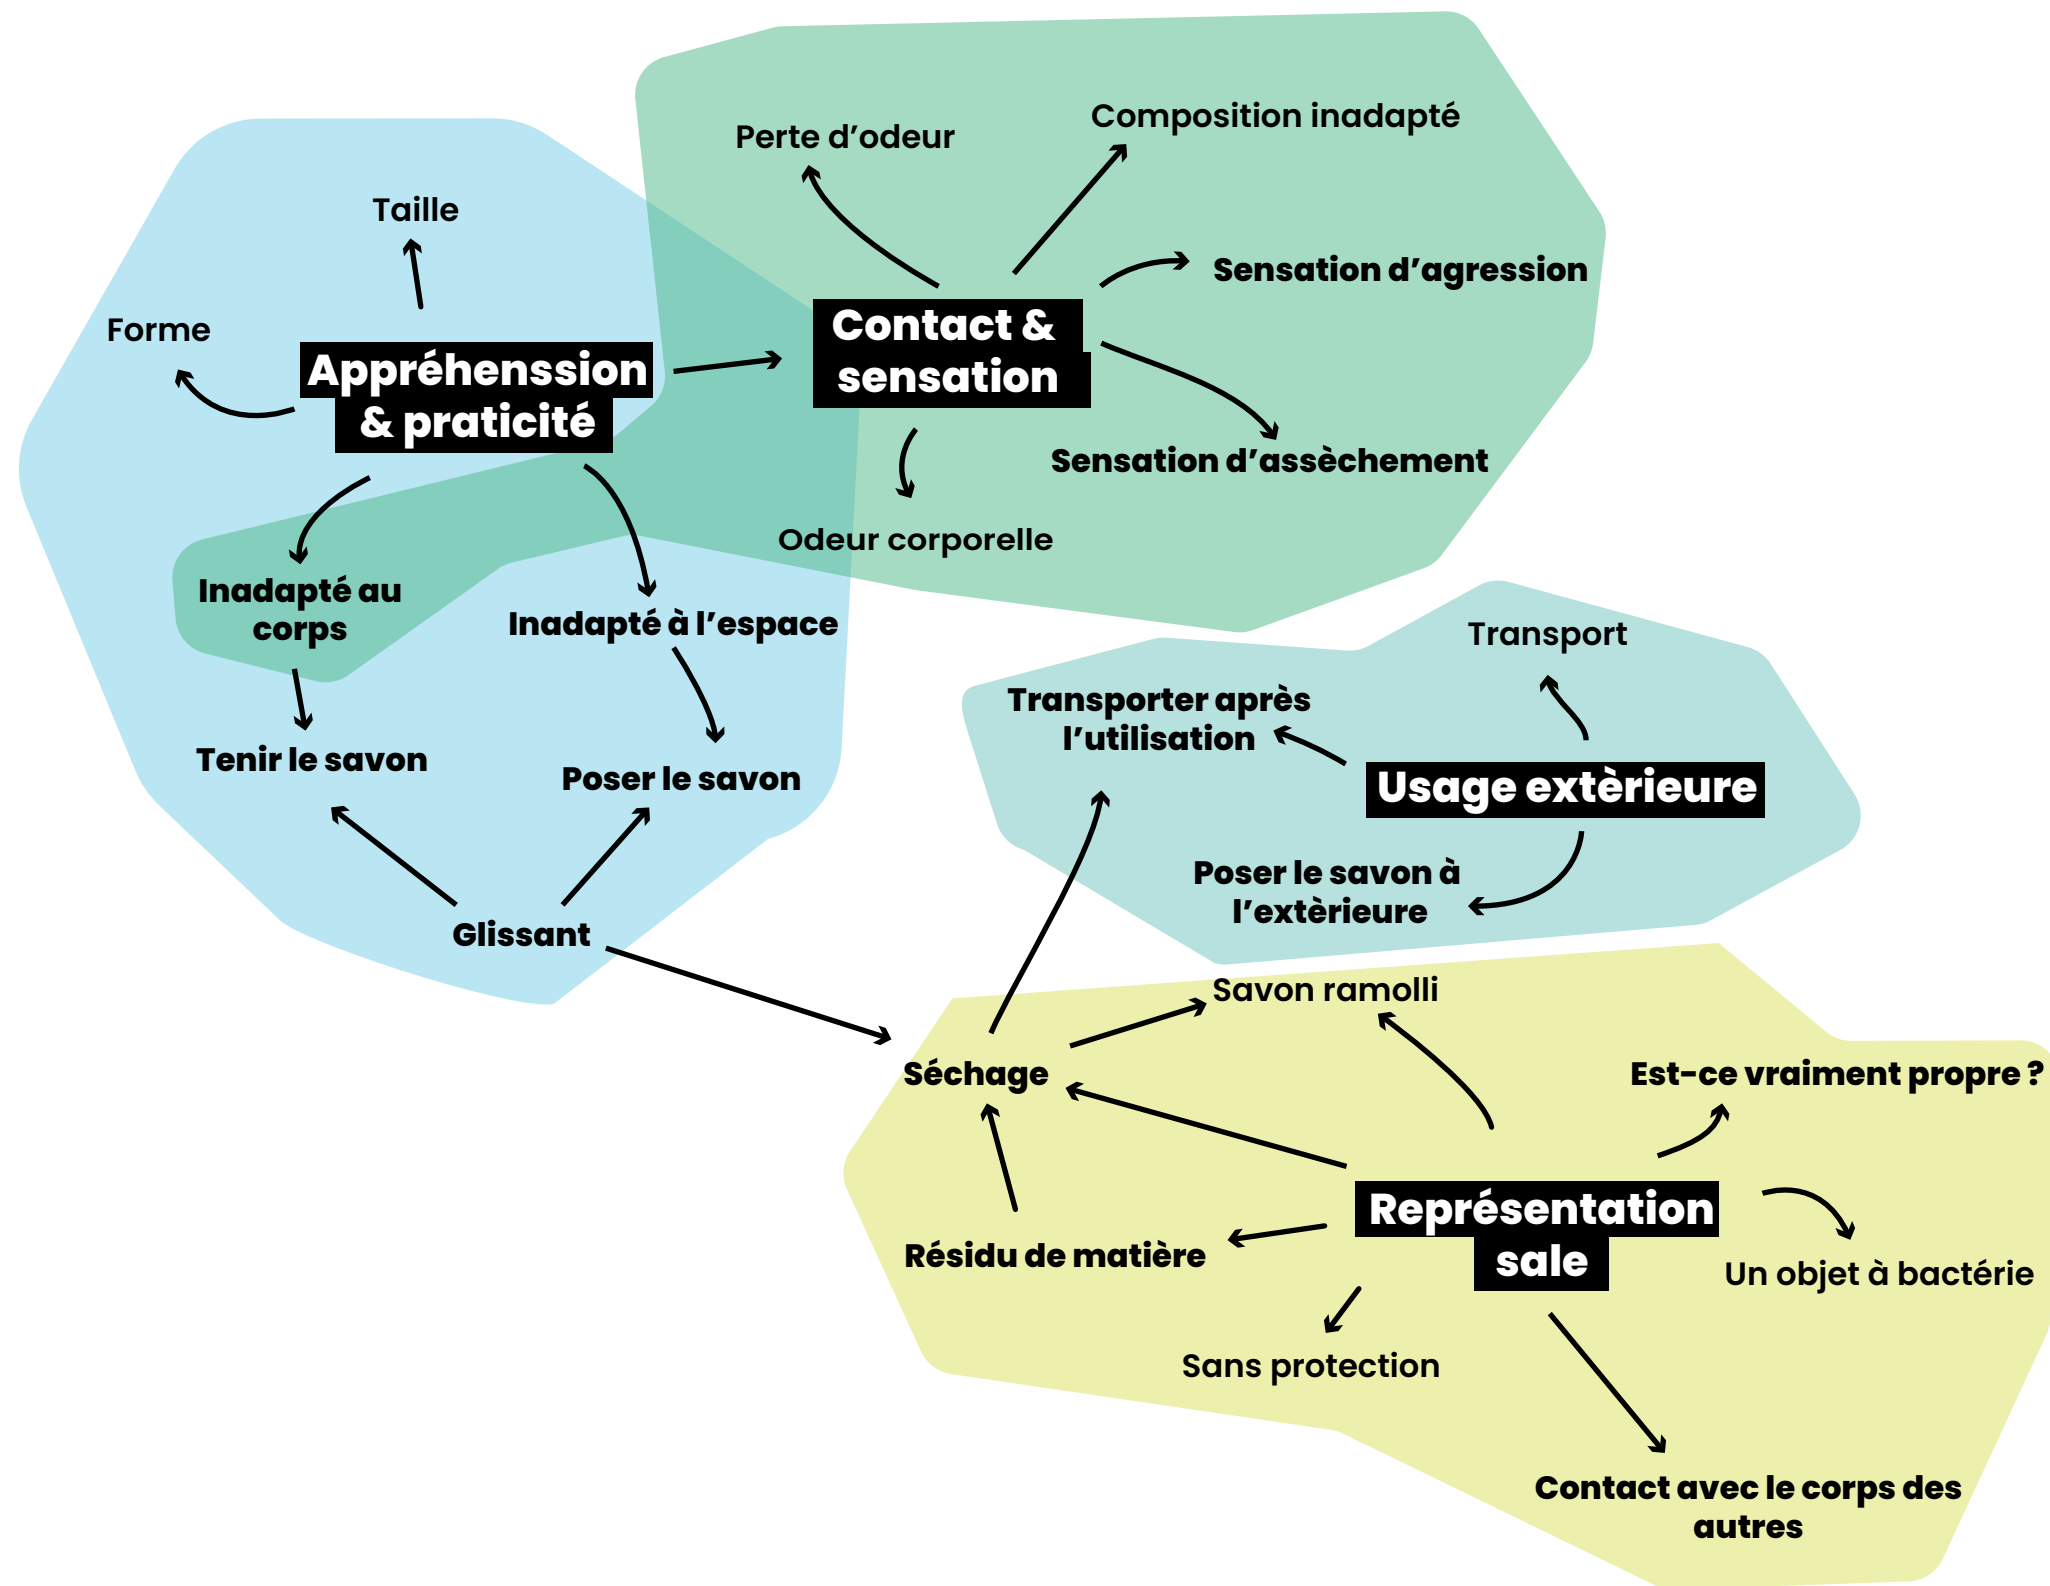 Taille
Forme
Appréhenssion
& praticité
Inadapté au
corps
Inadapté à l'espace
Tenir le savon
Poser le savon
Glissant
Perte d'odeur
Composition inadapté
Sensation d'agression
Contact &
sensation
Sensation d'assèchement
Odeur corporelle
Transport
Transporter après
l'utilisation
Usage extèrieure
Poser le savon à
l'extèrieure
Savon ramolli
Séchage
Est-ce vraiment propre ?
Représentation
sale
Résidu de matière
Un objet à bactérie
Sans protection
Contact avec le corps des
autres